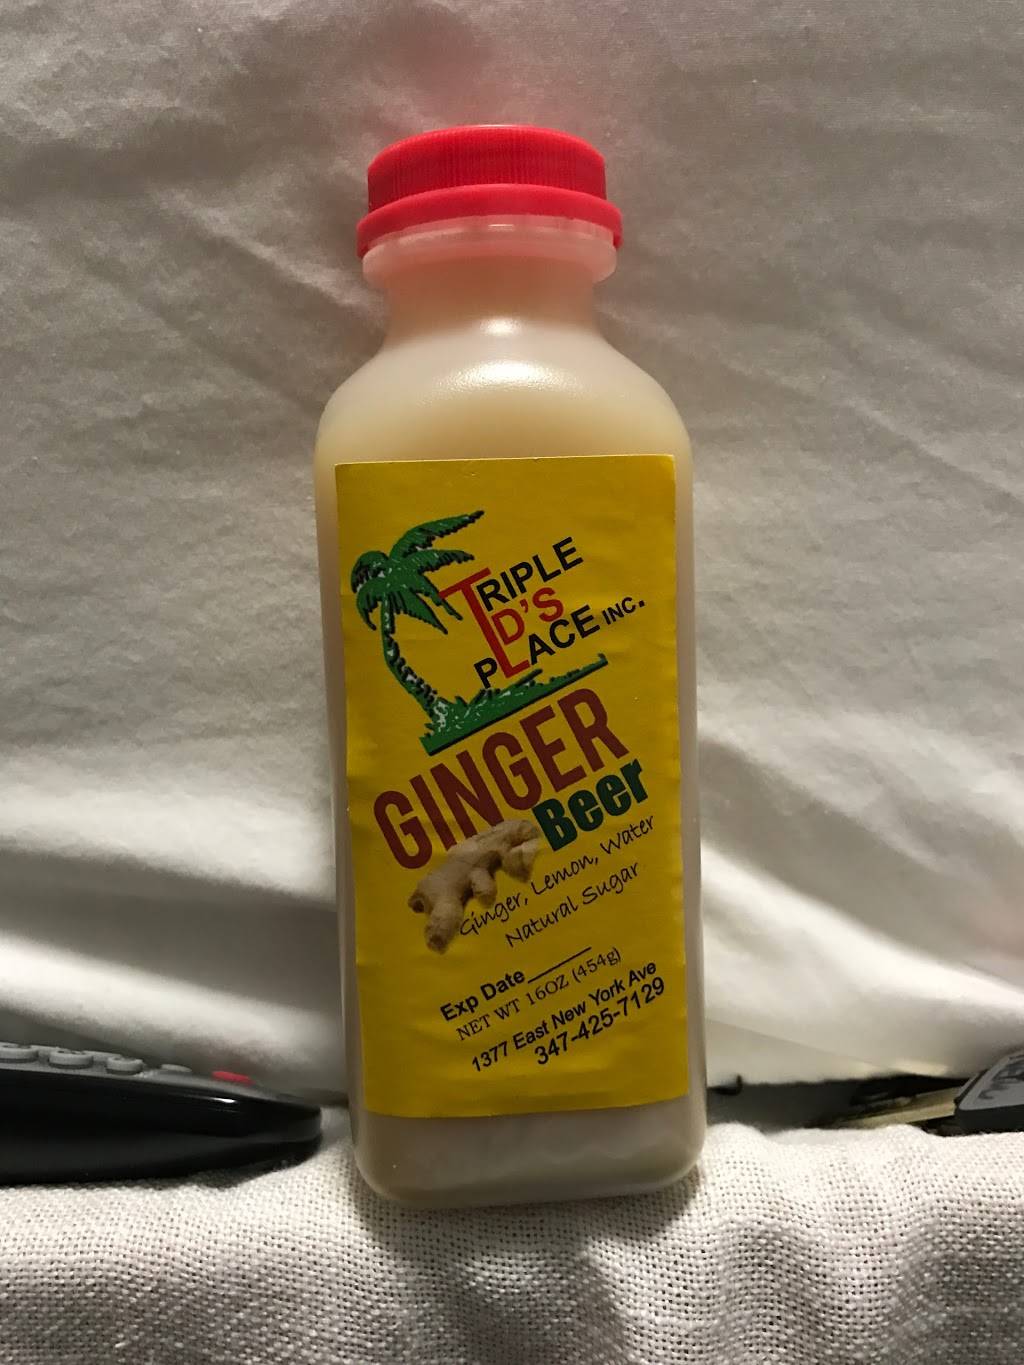 TRIPLE
D'S
PLACE INC.
GINGER
Beer
Ginger, Lemon, Water
Natural Sugar
Exp Date
NET WT 16OZ (454g)
1377 East New York Ave
347-425-7129